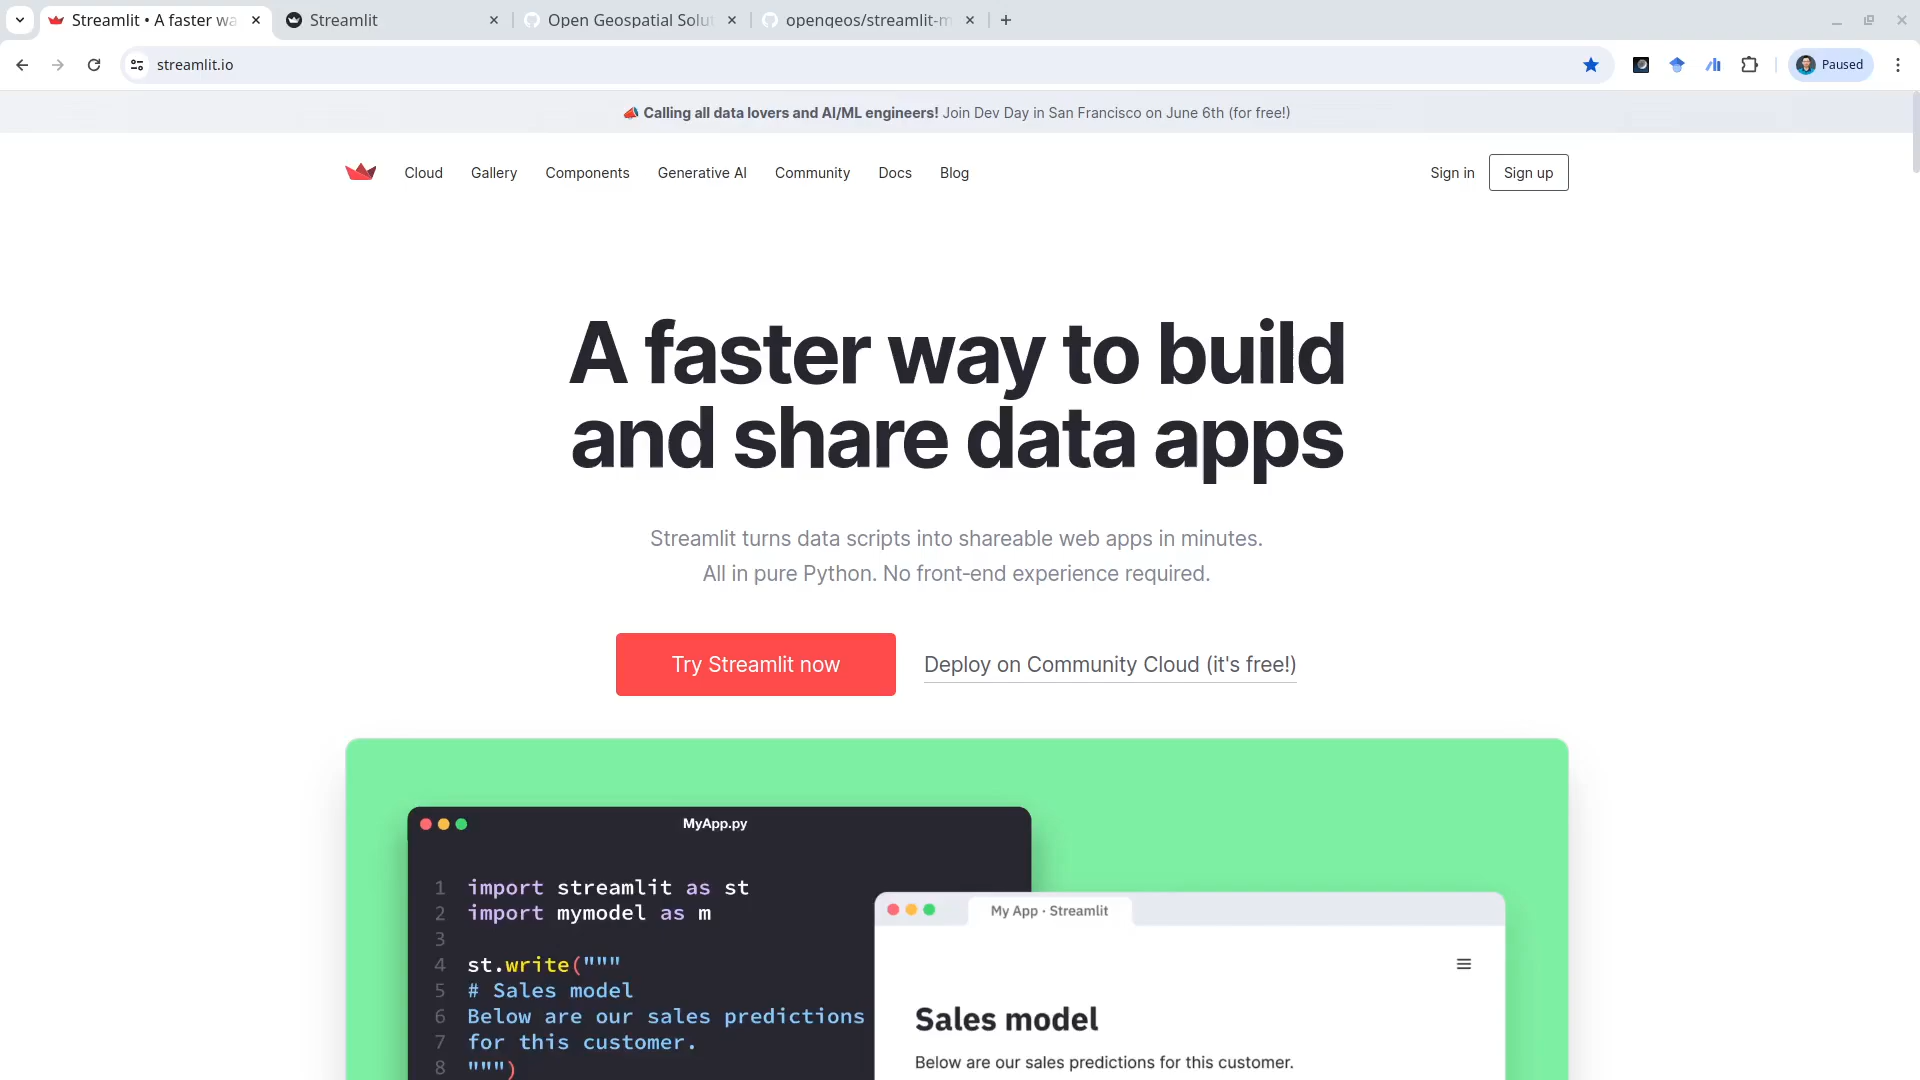 Streamlit • A faster wa
Streamlit
Open Geospatial Solut
opengeos/streamlit-m
streamlit.io
Paused
📣 Calling all data lovers and AI/ML engineers! Join Dev Day in San Francisco on June 6th (for free!)
Cloud
Gallery
Components
Generative AI
Community
Docs
Blog
Sign in
Sign up
A faster way to build
and share data apps
Streamlit turns data scripts into shareable web apps in minutes.
All in pure Python. No front-end experience required.
Try Streamlit now
Deploy on Community Cloud (it's free!)
MyApp.py
1 import streamlit as st
2 import mymodel as m
3
4 st.write("""
5 # Sales model
6 Below are our sales predictions
7 for this customer.
8 """)
My App · Streamlit
Sales model
Below are our sales predictions for this customer.